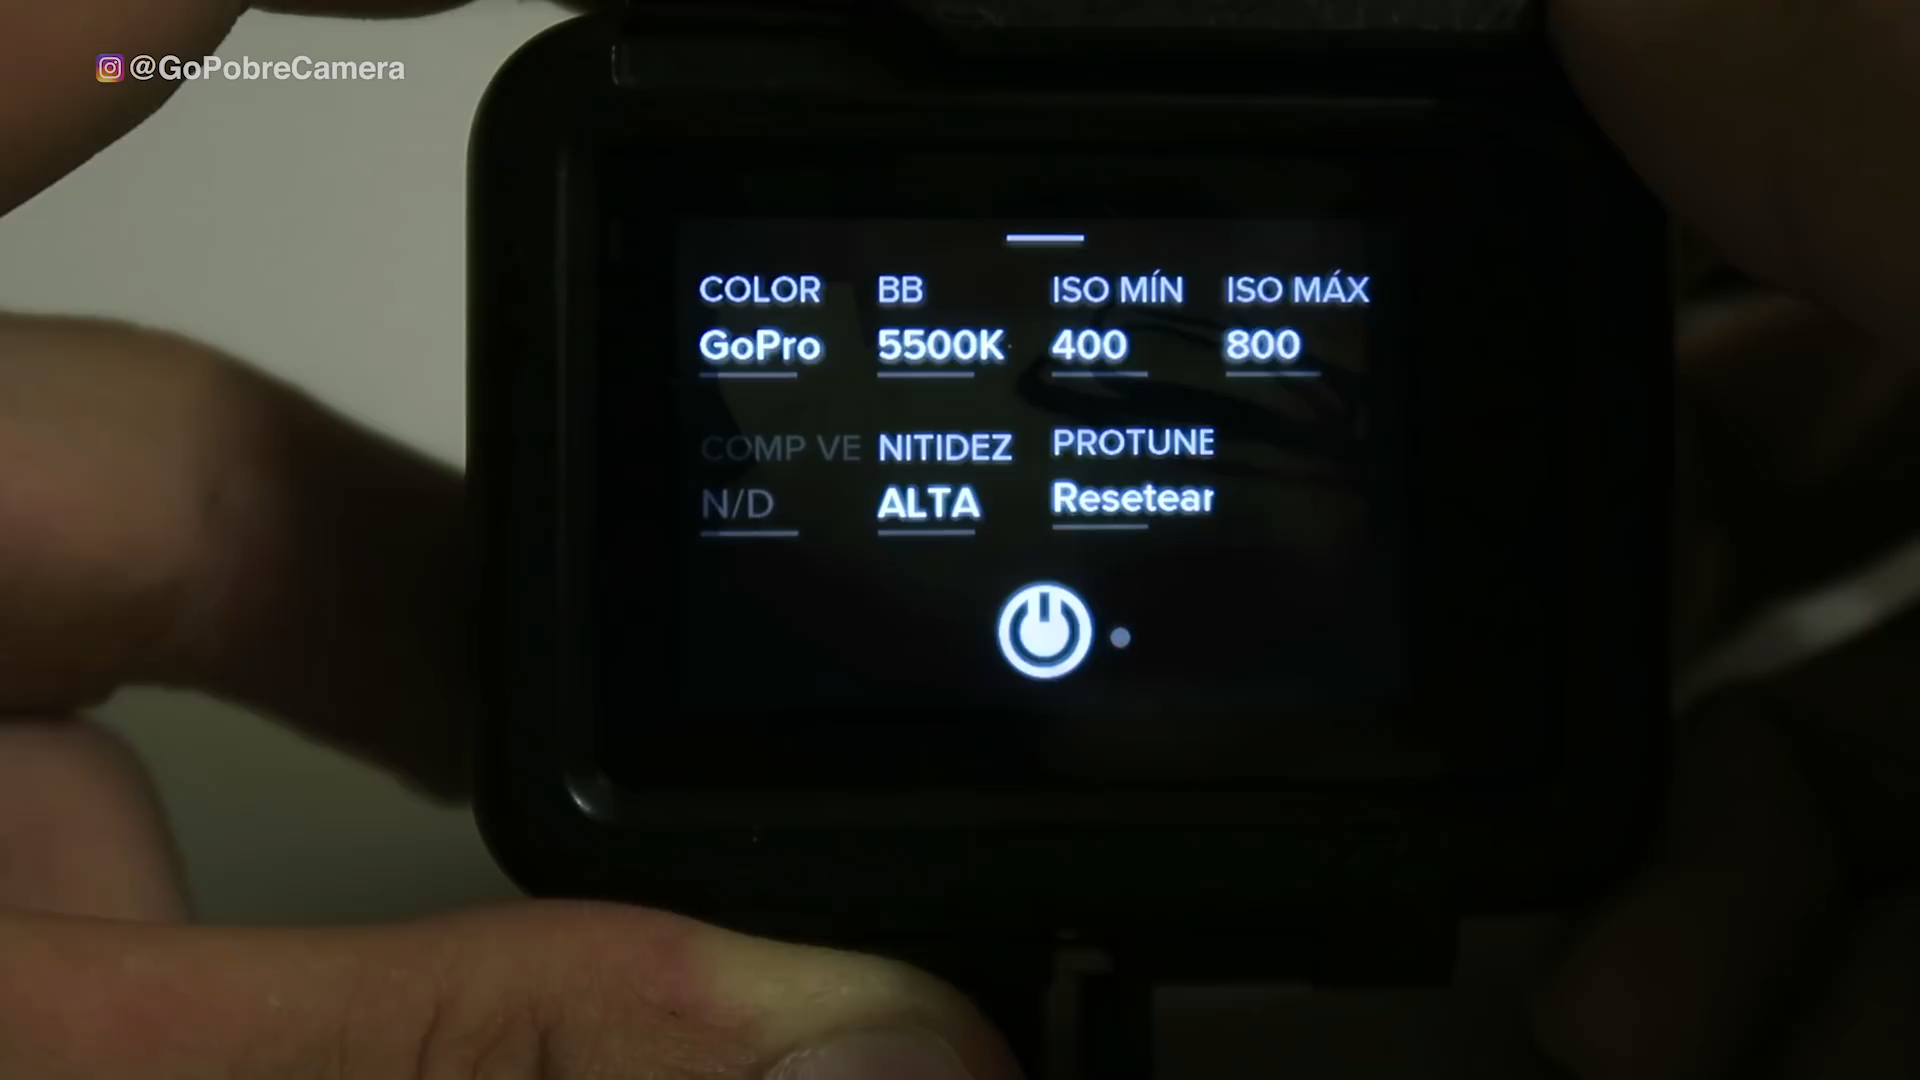 @GoPobreCamera
COLOR BB ISO MÍN ISO MÁX
GoPro 5500K 400 800
COMP VE NITIDEZ PROTUNE
N/D ALTA Resetear